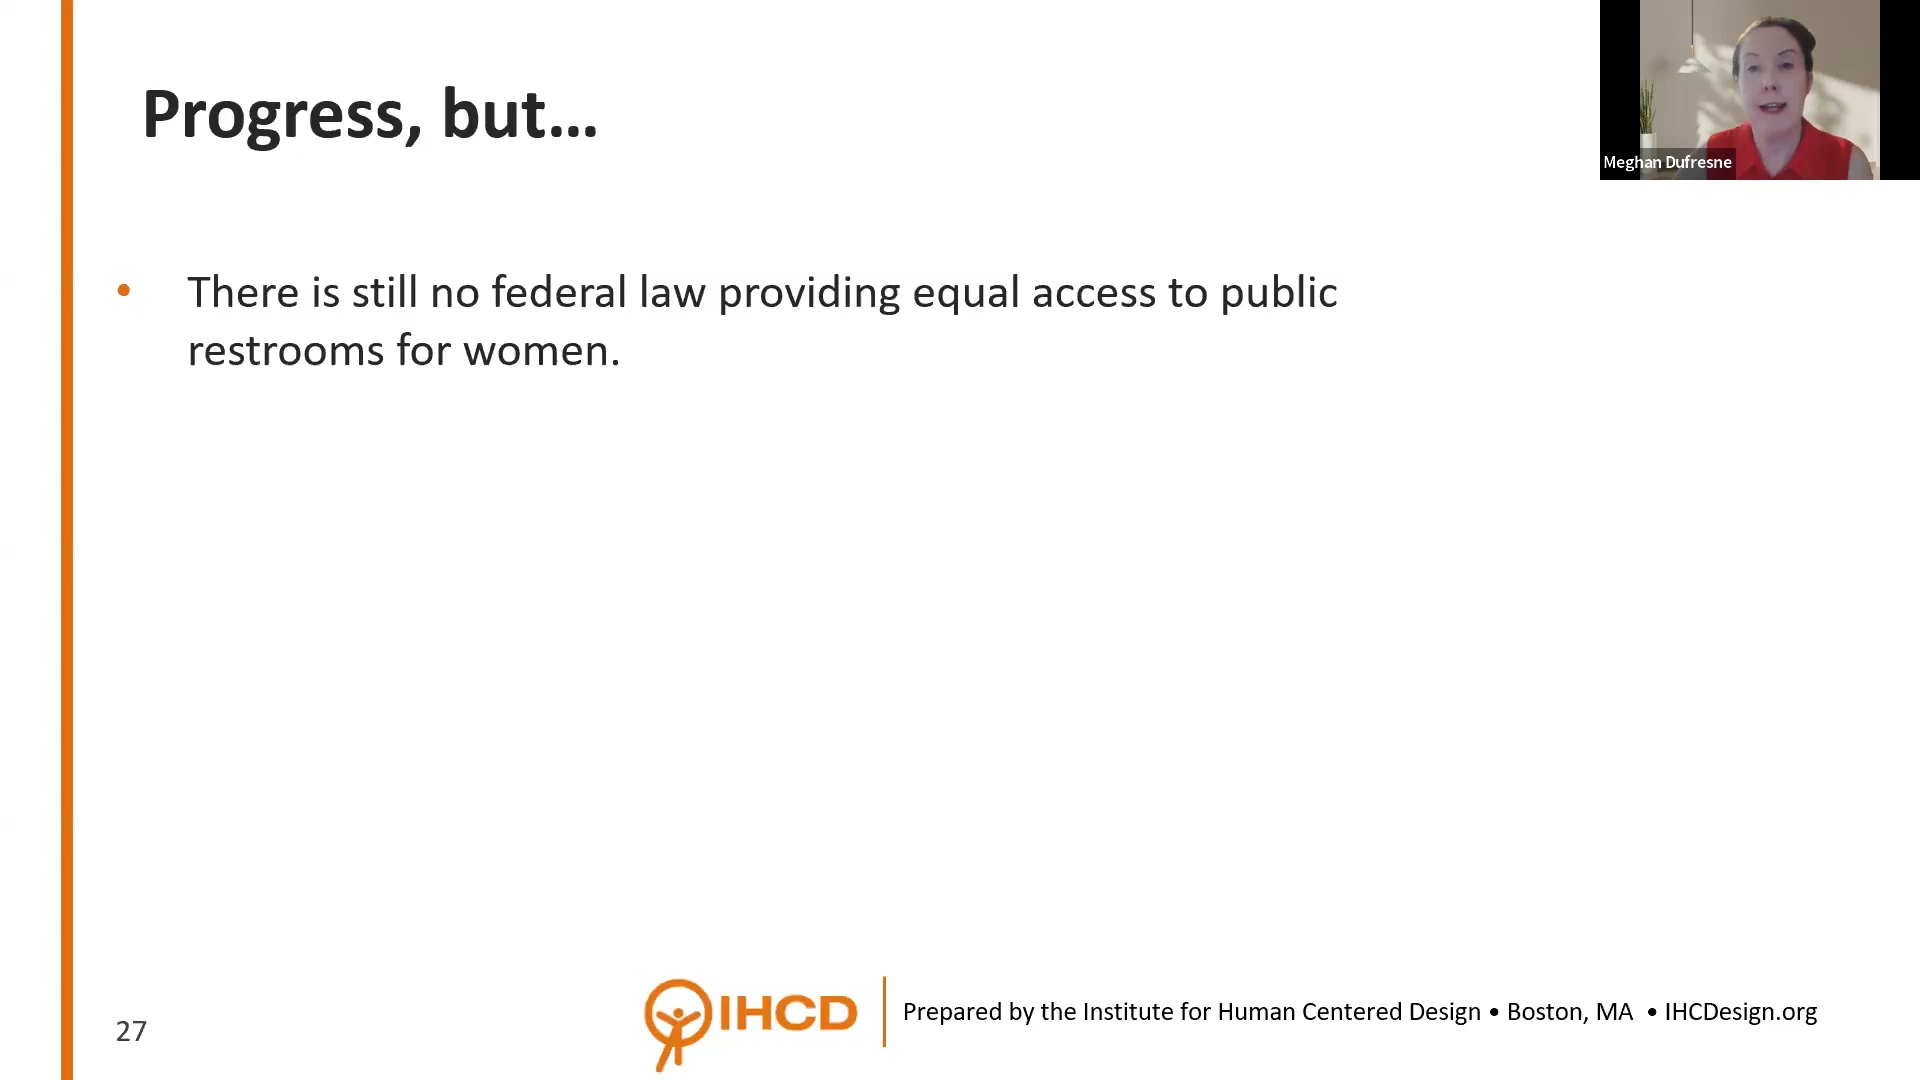 Progress, but...
Meghan Dufresne
• There is still no federal law providing equal access to public
restrooms for women.
27
IHCD
Prepared by the Institute for Human Centered Design • Boston, MA • IHCDesign.org